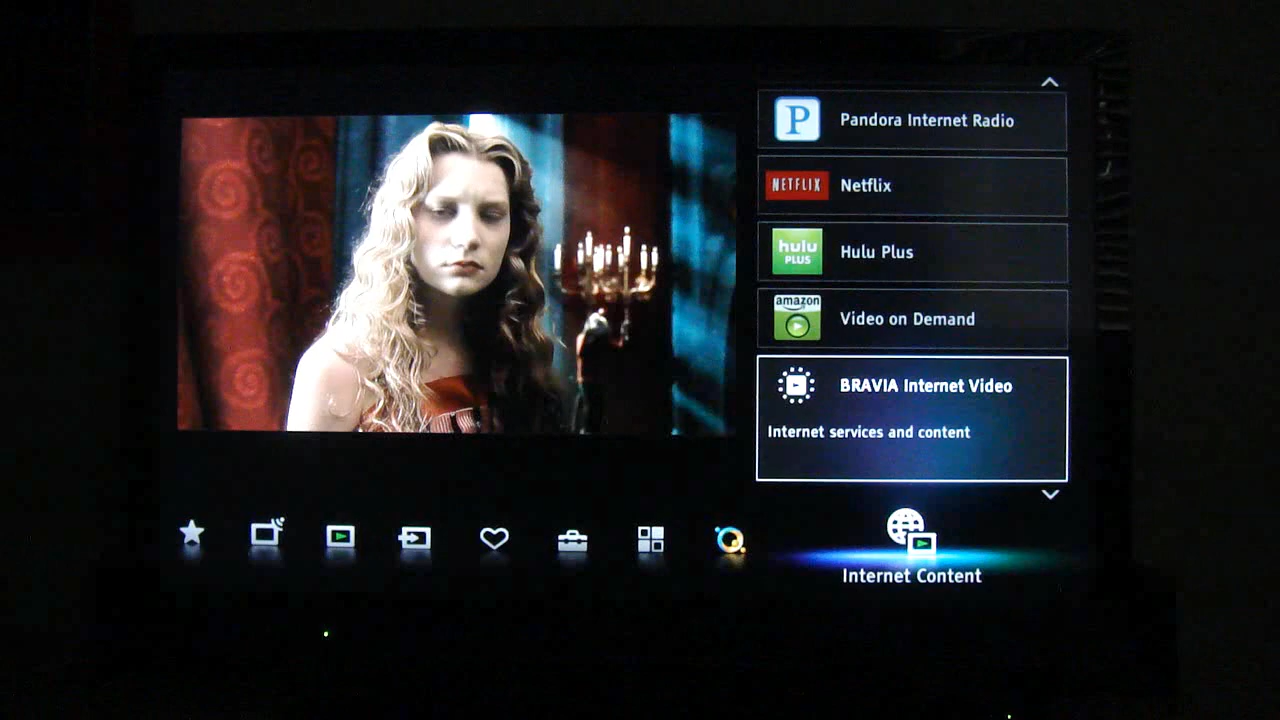 P
Pandora Internet Radio
NETFLIX
Netflix
hulu
PLUS
Hulu Plus
amazon
Video on Demand
BRAVIA Internet Video
Internet services and content
Internet Content